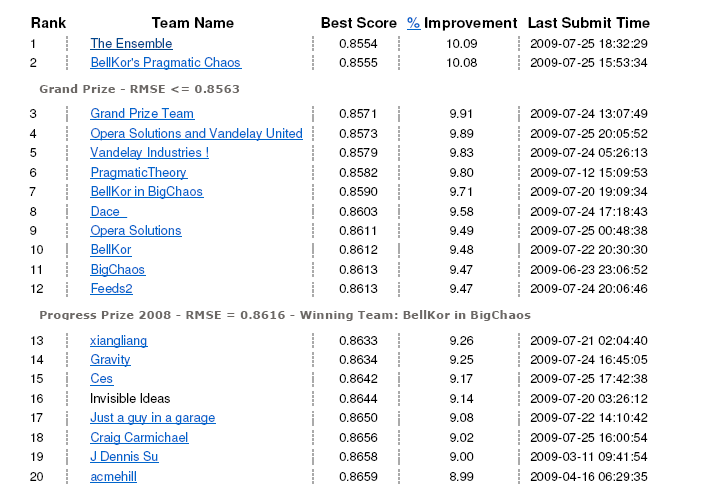 Rank Team Name Best Score % Improvement Last Submit Time
1 The Ensemble 0.8554 10.09 2009-07-25 18:32:29
2 BellKor's Pragmatic Chaos 0.8555 10.08 2009-07-25 15:53:34
Grand Prize - RMSE <= 0.8563
3 Grand Prize Team 0.8571 9.91 2009-07-24 13:07:49
4 Opera Solutions and Vandelay United 0.8573 9.89 2009-07-25 20:05:52
5 Vandelay Industries ! 0.8579 9.83 2009-07-24 05:26:13
6 PragmaticTheory 0.8582 9.80 2009-07-12 15:09:53
7 BellKor in BigChaos 0.8590 9.71 2009-07-20 19:09:34
8 Dace_ 0.8603 9.58 2009-07-24 17:18:43
9 Opera Solutions 0.8611 9.49 2009-07-25 00:48:38
10 BellKor 0.8612 9.48 2009-07-22 20:30:30
11 BigChaos 0.8613 9.47 2009-06-23 23:06:52
12 Feeds2 0.8613 9.47 2009-07-24 20:06:46
Progress Prize 2008 - RMSE = 0.8616 - Winning Team: BellKor in BigChaos
13 xiangliang 0.8633 9.26 2009-07-21 02:04:40
14 Gravity 0.8634 9.25 2009-07-24 16:45:05
15 Ces 0.8642 9.17 2009-07-25 17:42:38
16 Invisible Ideas 0.8644 9.14 2009-07-20 03:26:12
17 Just a guy in a garage 0.8650 9.08 2009-07-22 14:10:42
18 Craig Carmichael 0.8656 9.02 2009-07-25 16:00:54
19 J Dennis Su 0.8658 9.00 2009-03-11 09:41:54
20 acmehill 0.8659 8.99 2009-04-16 06:29:35